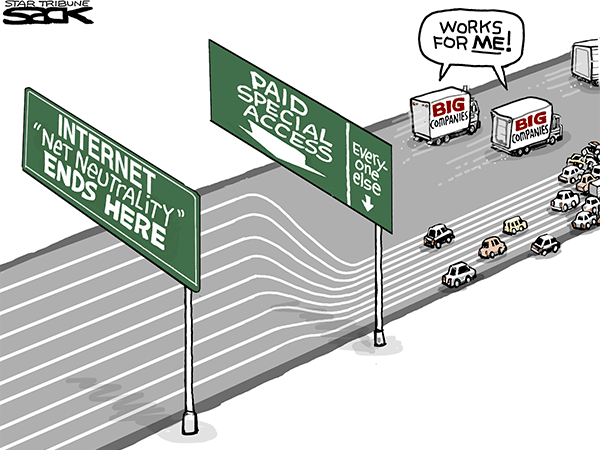 STAR TRIBUNE
SACK
WORKS
FOR ME!
BIG
COMPANIES
BIG
COMPANIES
PAID
SPECIAL
ACCESS
Every-
one
else
INTERNET
"NET NEUTRALITY"
ENDS HERE